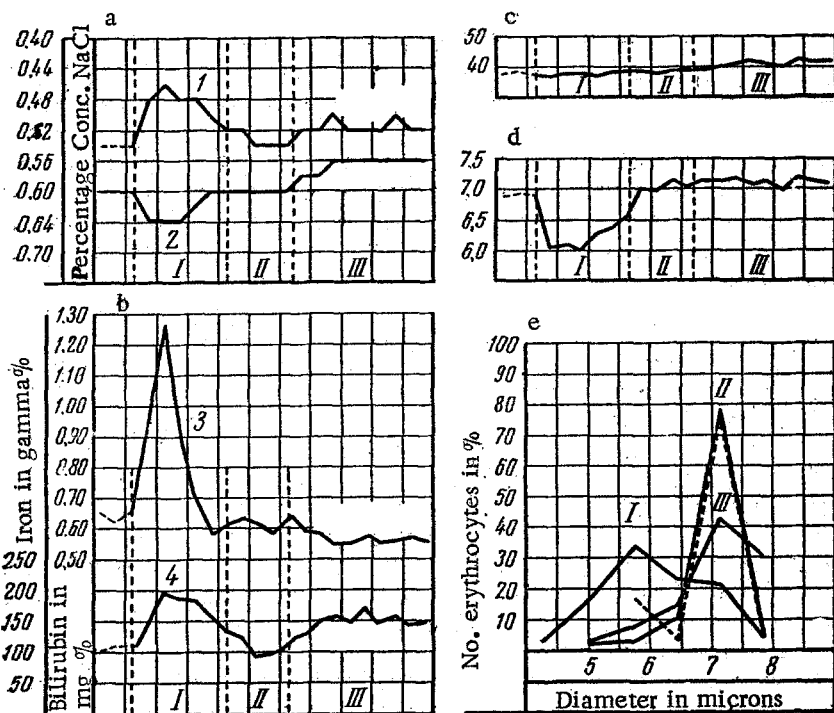 a
0,40
0,44
0,48
0,52
0,56
0,60
0,64
0,70
Percentage Conc. NaCl
1
2
I
II
III
b
1.30
1.20
1.10
1.00
0.90
0.80
0.70
0.60
0,50
Iron in gamma%
250
200
150
100
50
Bilirubin in
mg %
3
4
I
II
III
c
50
40
I
II
III
d
7,5
7.0
6,5
6,0
I
II
III
e
100
90
80
70
60
50
40
30
20
10
No. erythrocytes in %
I
II
III
5 6 7 8
Diameter in microns